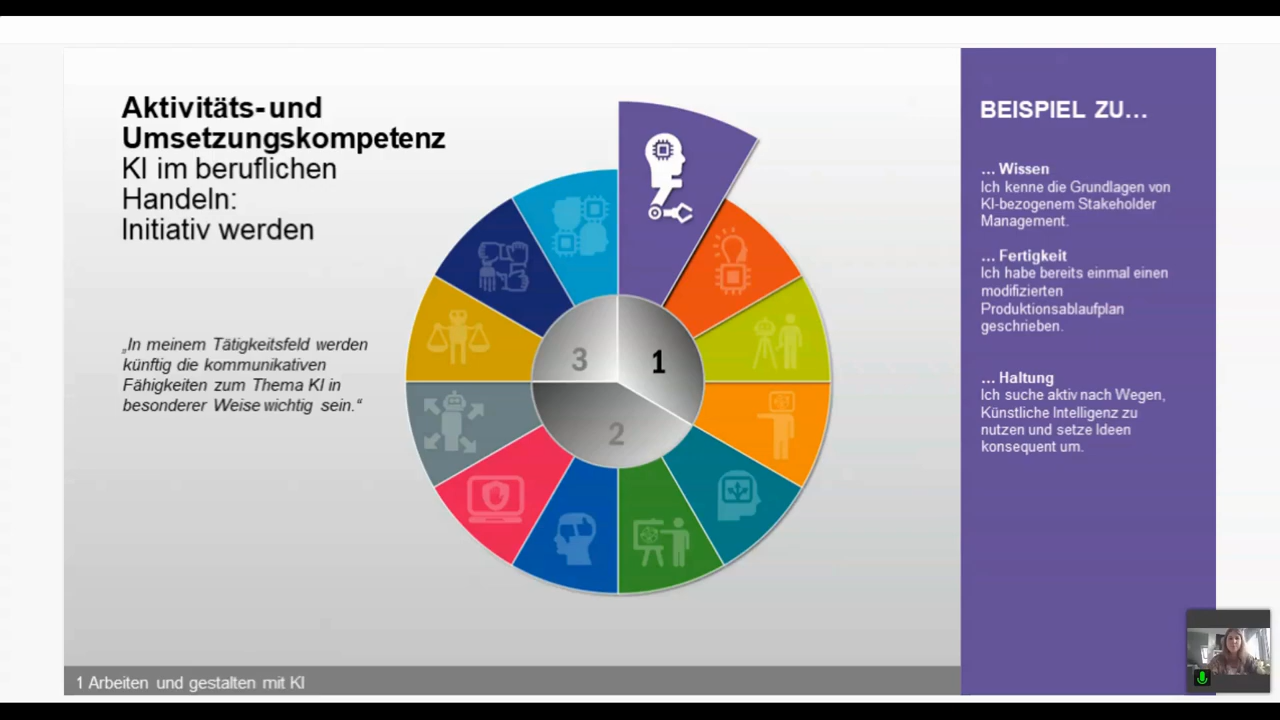 Aktivitäts- und
Umsetzungskompetenz
KI im beruflichen
Handeln:
Initiativ werden
„In meinem Tätigkeitsfeld werden
künftig die kommunikativen
Fähigkeiten zum Thema KI in
besonderer Weise wichtig sein.“
3
1
2
1 Arbeiten und gestalten mit KI
BEISPIEL ZU…
… Wissen
Ich kenne die Grundlagen von
KI-bezogenem Stakeholder
Management.
… Fertigkeit
Ich habe bereits einmal einen
modifizierten
Produktionsablaufplan
geschrieben.
… Haltung
Ich suche aktiv nach Wegen,
Künstliche Intelligenz zu
nutzen und setze Ideen
konsequent um.